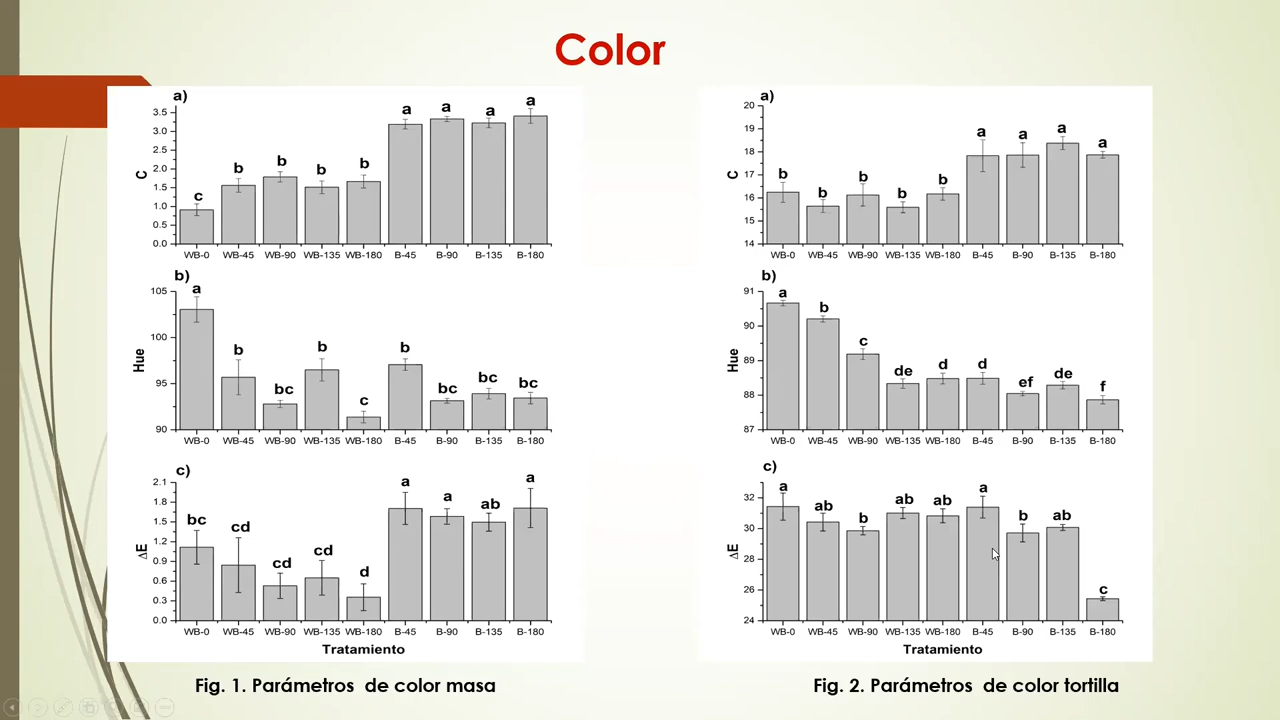 Color
a)
3.5
3.0
2.5
2.0
1.5
1.0
0.5
0.0
C
c b b b b a a a a
WB-0 WB-45 WB-90 WB-135 WB-180 B-45 B-90 B-135 B-180
b)
105
100
95
90
Hue
a b bc b c b bc bc bc
WB-0 WB-45 WB-90 WB-135 WB-180 B-45 B-90 B-135 B-180
c)
2.1
1.8
1.5
1.2
0.9
0.6
0.3
0.0
ΔE
bc cd cd cd d a a ab a
WB-0 WB-45 WB-90 WB-135 WB-180 B-45 B-90 B-135 B-180
Tratamiento
Fig. 1. Parámetros de color masa
a)
20
19
18
17
16
15
14
C
b b b b b a a a a
WB-0 WB-45 WB-90 WB-135 WB-180 B-45 B-90 B-135 B-180
b)
91
90
89
88
87
Hue
a b c de d d ef de f
WB-0 WB-45 WB-90 WB-135 WB-180 B-45 B-90 B-135 B-180
c)
32
30
28
26
24
ΔE
a ab b ab ab a b ab c
WB-0 WB-45 WB-90 WB-135 WB-180 B-45 B-90 B-135 B-180
Tratamiento
Fig. 2. Parámetros de color tortilla